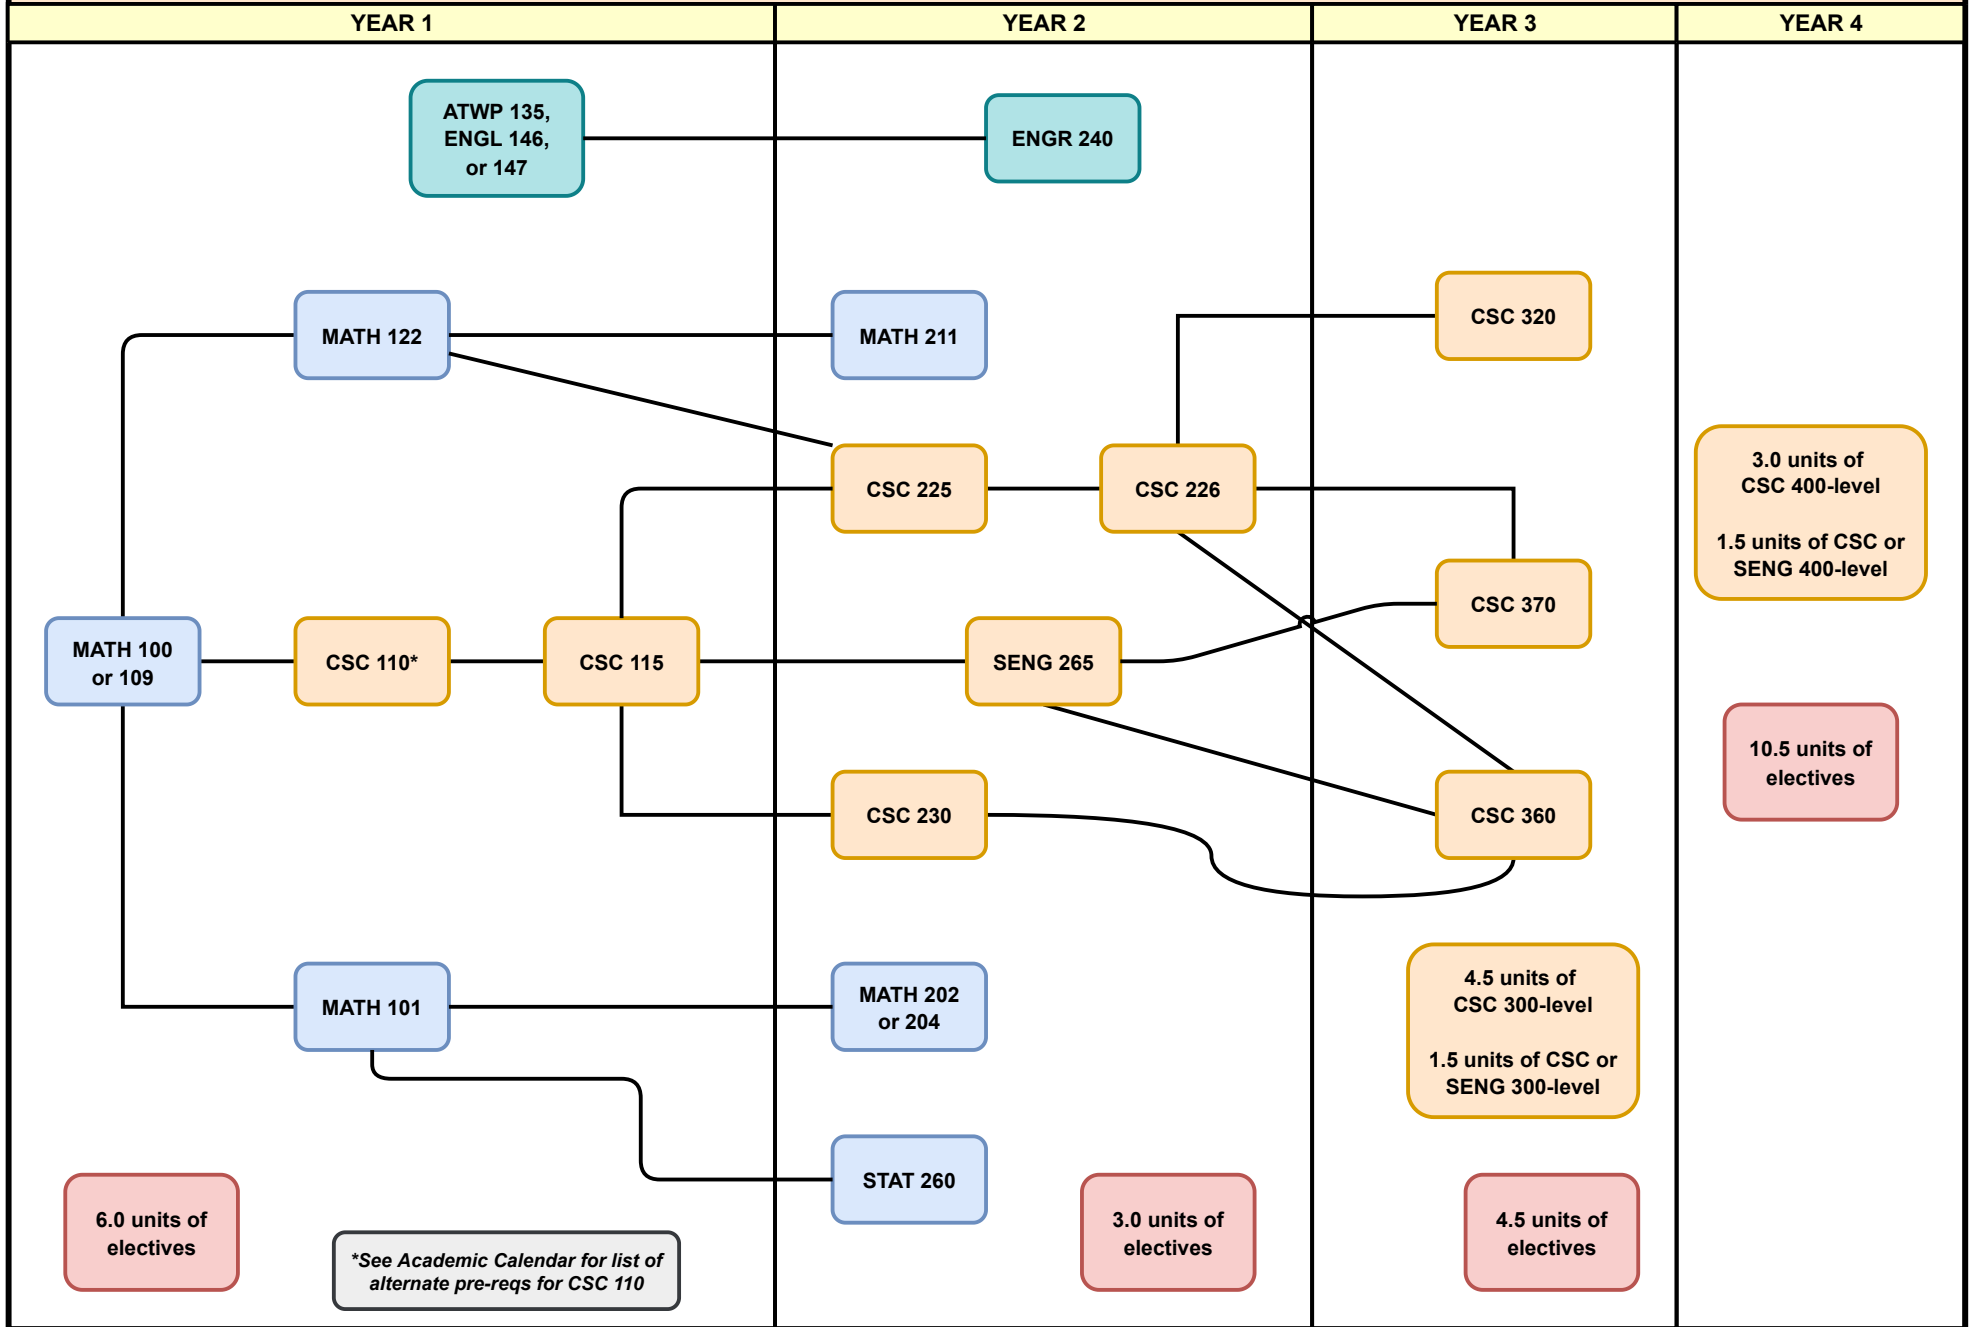 YEAR 1
YEAR 2
YEAR 3
YEAR 4
ATWP 135,
ENGL 146,
or 147
ENGR 240
MATH 122
MATH 211
CSC 320
CSC 225
CSC 226
3.0 units of
CSC 400-level
1.5 units of CSC or
SENG 400-level
CSC 370
MATH 100
or 109
CSC 110*
CSC 115
SENG 265
10.5 units of
electives
CSC 230
CSC 360
MATH 101
MATH 202
or 204
4.5 units of
CSC 300-level
1.5 units of CSC or
SENG 300-level
STAT 260
6.0 units of
electives
*See Academic Calendar for list of
alternate pre-reqs for CSC 110
3.0 units of
electives
4.5 units of
electives